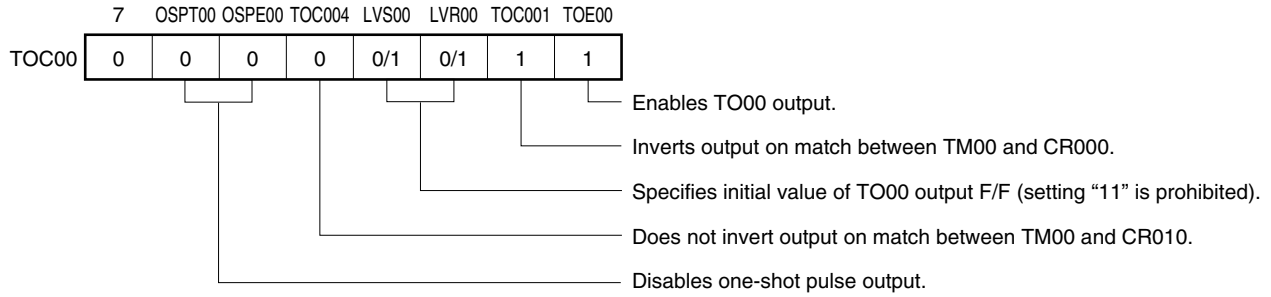 7 OSPT00 OSPE00 TOC004 LVS00 LVR00 TOC001 TOE00
TOC00 0 0 0 0 0/1 0/1 1 1
Enables TO00 output.
Inverts output on match between TM00 and CR000.
Specifies initial value of TO00 output F/F (setting “11” is prohibited).
Does not invert output on match between TM00 and CR010.
Disables one-shot pulse output.